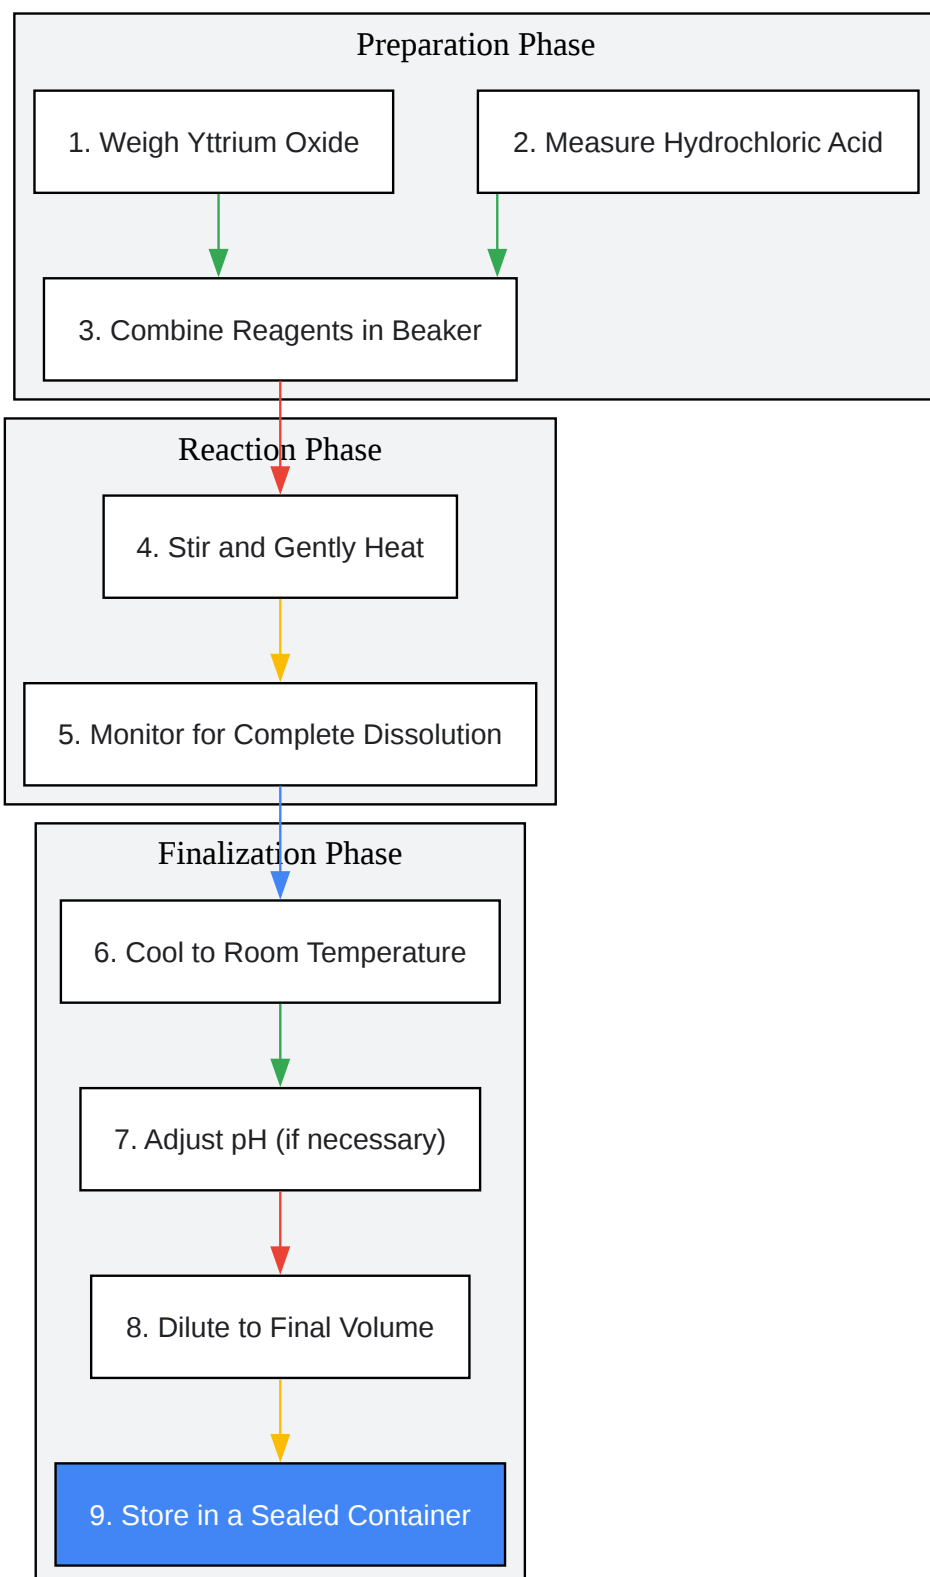 Preparation Phase
1. Weigh Yttrium Oxide
2. Measure Hydrochloric Acid
3. Combine Reagents in Beaker
Reaction Phase
4. Stir and Gently Heat
5. Monitor for Complete Dissolution
Finalization Phase
6. Cool to Room Temperature
7. Adjust pH (if necessary)
8. Dilute to Final Volume
9. Store in a Sealed Container